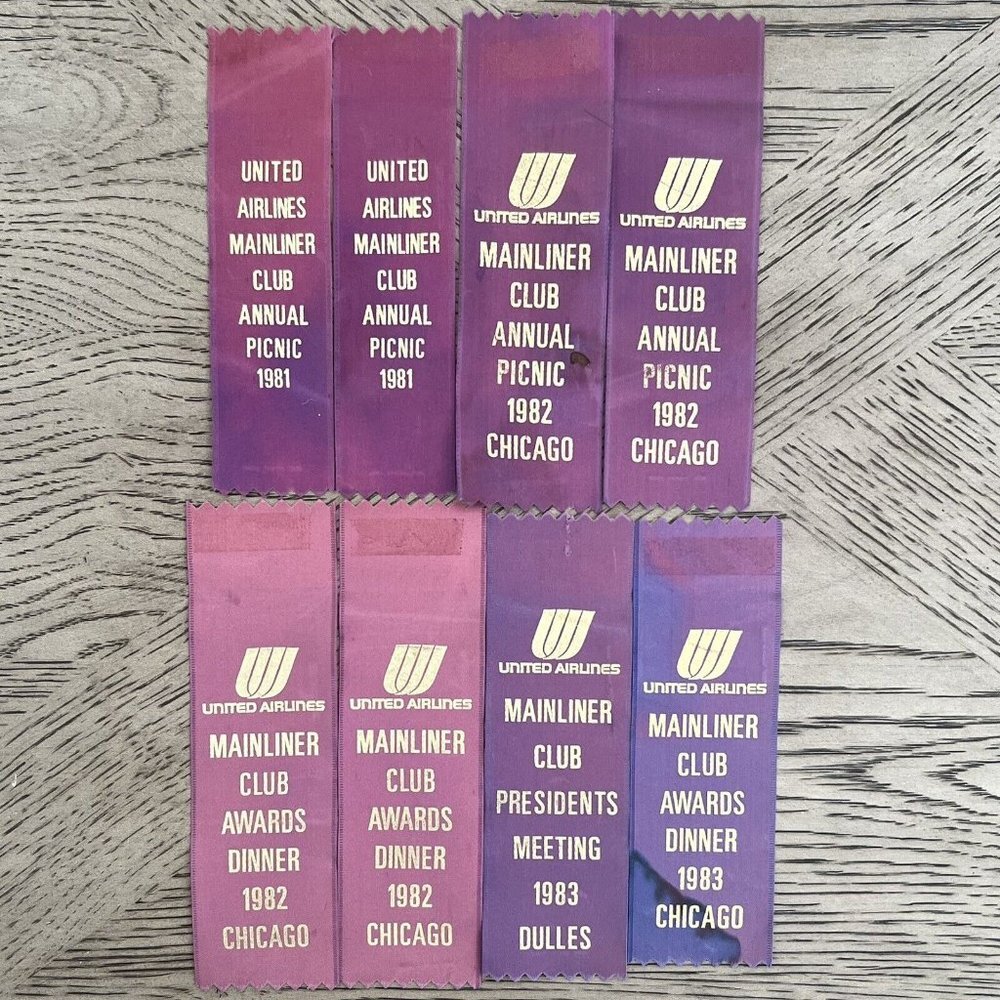 UNITED
AIRLINES
MAINLINER
CLUB
ANNUAL
PICNIC
1981
UNITED
AIRLINES
MAINLINER
CLUB
ANNUAL
PICNIC
1981
UNITED AIRLINES
MAINLINER
CLUB
ANNUAL
PICNIC
1982
CHICAGO
UNITED AIRLINES
MAINLINER
CLUB
ANNUAL
PICNIC
1982
CHICAGO
UNITED AIRLINES
MAINLINER
CLUB
AWARDS
DINNER
1982
CHICAGO
UNITED AIRLINES
MAINLINER
CLUB
AWARDS
DINNER
1982
CHICAGO
UNITED AIRLINES
MAINLINER
CLUB
PRESIDENTS
MEETING
1983
DULLES
UNITED AIRLINES
MAINLINER
CLUB
AWARDS
DINNER
1983
CHICAGO